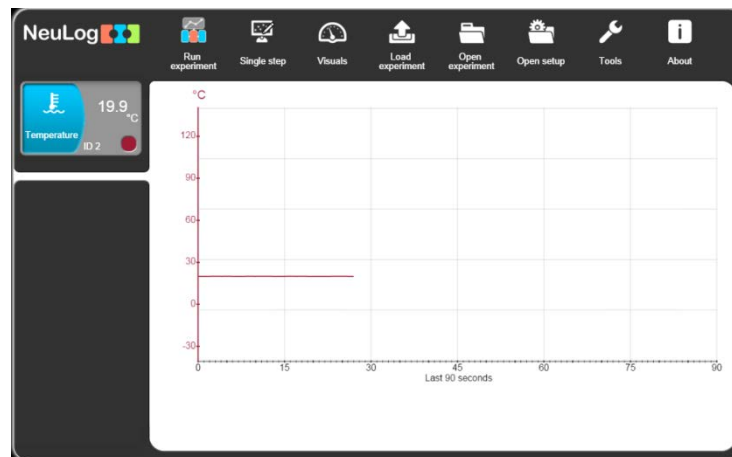 NeuLog
Run experiment
Single step
Visuals
Load experiment
Open experiment
Open setup
Tools
About
Temperature
19.9 °C
ID 2
°C
120
90
60
30
0
-30
0 15 30 45 60 75 90
Last 90 seconds